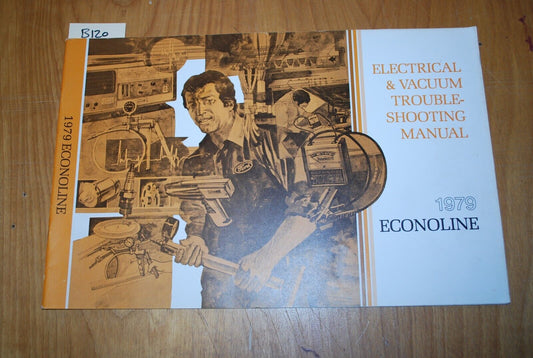 B120
1979 ECONOLINE
ELECTRICAL
& VACUUM
TROUBLE-
SHOOTING
MANUAL
1979
ECONOLINE